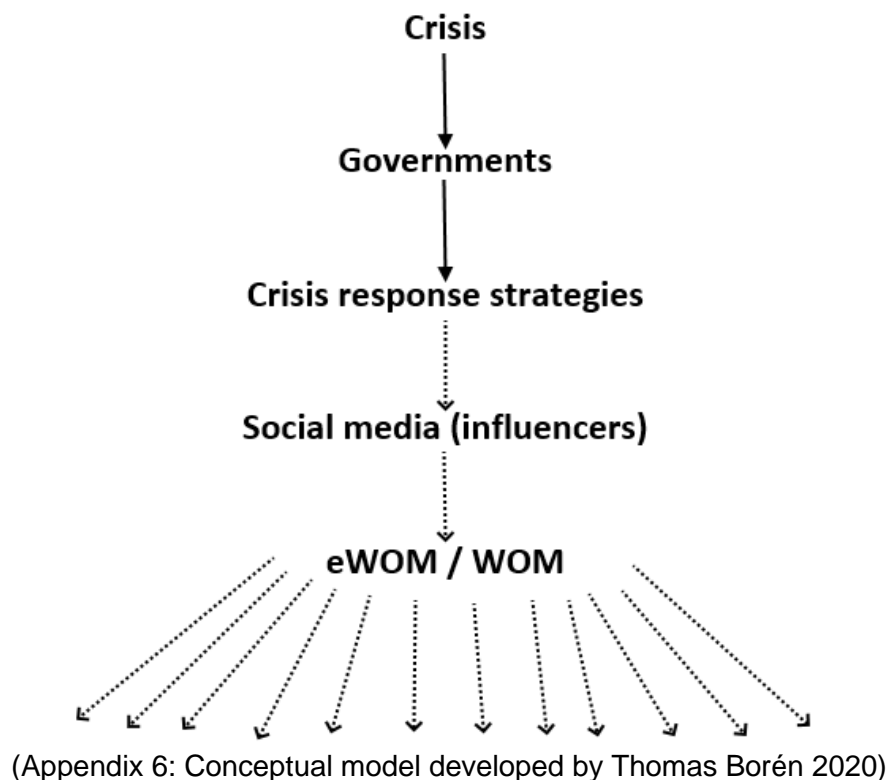 Crisis
Governments
Crisis response strategies
Social media (influencers)
eWOM / WOM
(Appendix 6: Conceptual model developed by Thomas Borén 2020)